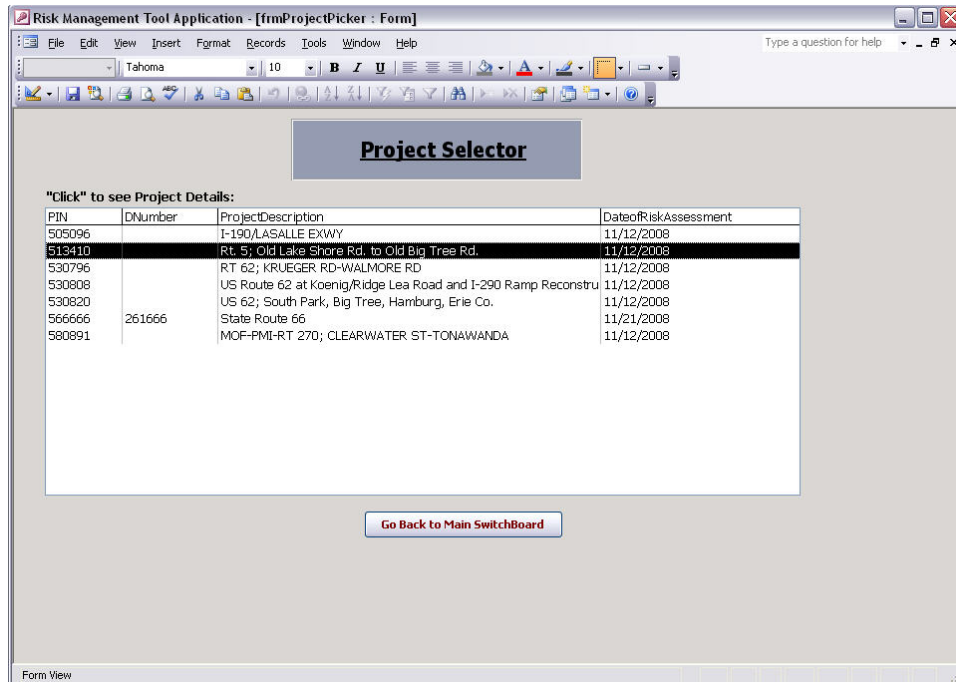 Risk Management Tool Application - [frmProjectPicker : Form]
File Edit View Insert Format Records Tools Window Help Type a question for help
Tahoma 10 B I U
Project Selector
"Click" to see Project Details:
PIN DNumber ProjectDescription DateofRiskAssessment
505096 I-190/LASALLE EXWY 11/12/2008
513410 Rt. 5; Old Lake Shore Rd. to Old Big Tree Rd. 11/12/2008
530796 RT 62; KRUEGER RD-WALMORE RD 11/12/2008
530808 US Route 62 at Koenig/Ridge Lea Road and I-290 Ramp Reconstru 11/12/2008
530820 US 62; South Park, Big Tree, Hamburg, Erie Co. 11/12/2008
566666 261666 State Route 66 11/21/2008
580891 MOF-PMI-RT 270; CLEARWATER ST-TONAWANDA 11/12/2008
Go Back to Main SwitchBoard
Form View